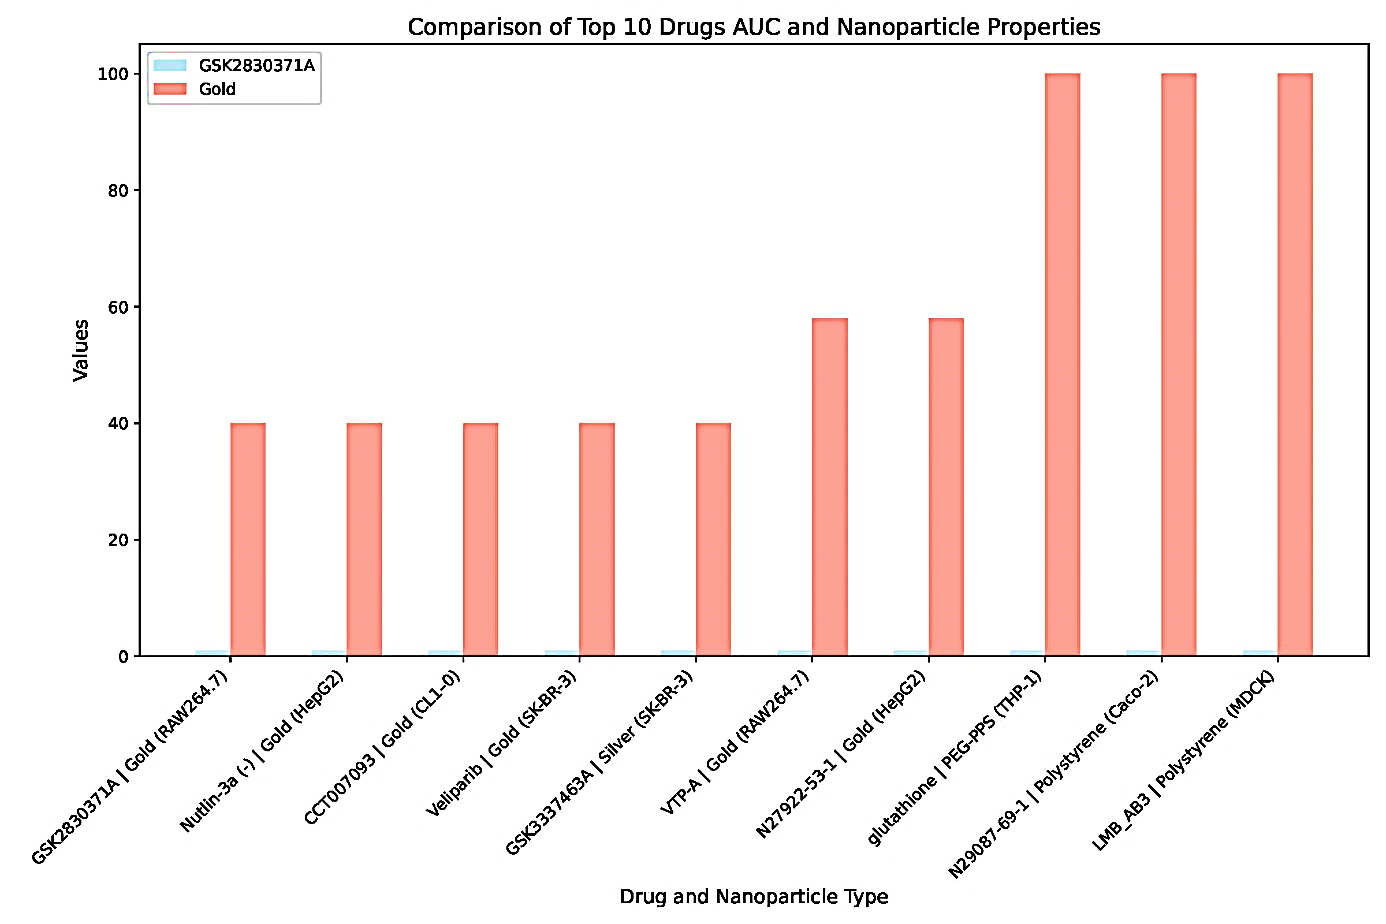 Comparison of Top 10 Drugs AUC and Nanoparticle Properties
GSK2830371A
Gold
100
80
60
40
20
0
Values
GSK2830371A | Gold (RAW264.7)
Nutlin-3a (-) | Gold (HepG2)
CCT007093 | Gold (CL1-0)
Veliparib | Gold (SK-BR-3)
GSK3337463A | Silver (SK-BR-3)
VTP-A | Gold (RAW264.7)
N27922-53-1 | Gold (HepG2)
glutathione | PEG-PPS (THP-1)
N29087-69-1 | Polystyrene (Caco-2)
LMB_AB3 | Polystyrene (MDCK)
Drug and Nanoparticle Type